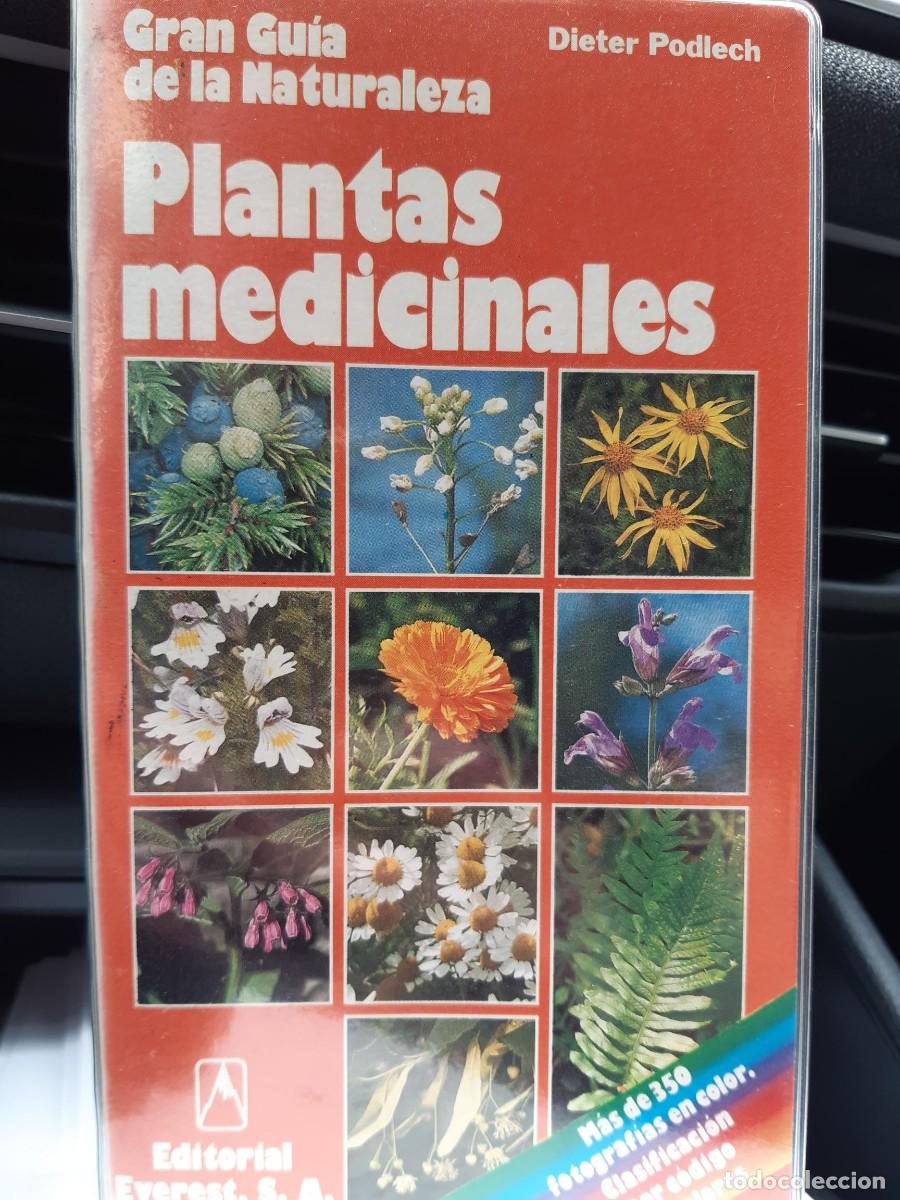 Gran Guía
de la Naturaleza
Dieter Podlech
Plantas
medicinales
Más de 350
fotografías en color.
Clasificación
código
Editorial
Everest, S. A.
todocoleccion